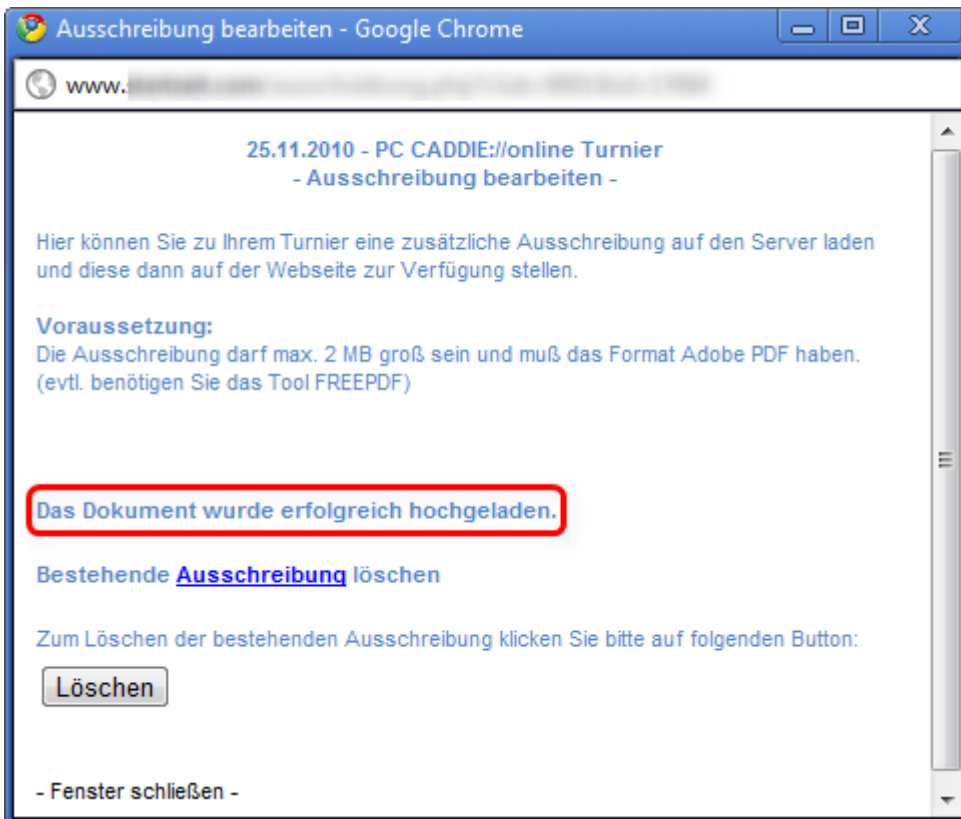 Ausschreibung bearbeiten - Google Chrome
www.
25.11.2010 - PC CADDIE://online Turnier
- Ausschreibung bearbeiten -
Hier können Sie zu Ihrem Turnier eine zusätzliche Ausschreibung auf den Server laden
und diese dann auf der Webseite zur Verfügung stellen.
Voraussetzung:
Die Ausschreibung darf max. 2 MB groß sein und muß das Format Adobe PDF haben.
(evtl. benötigen Sie das Tool FREEPDF)
Das Dokument wurde erfolgreich hochgeladen.
Bestehende Ausschreibung löschen
Zum Löschen der bestehenden Ausschreibung klicken Sie bitte auf folgenden Button:
Löschen
- Fenster schließen -